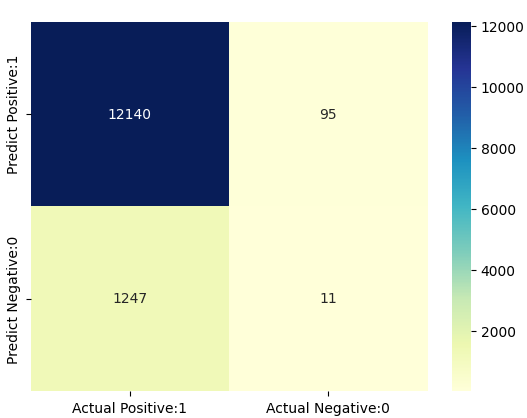 Predict Positive:1
12140
95
Predict Negative:0
1247
11
Actual Positive:1
Actual Negative:0
12000
10000
8000
6000
4000
2000